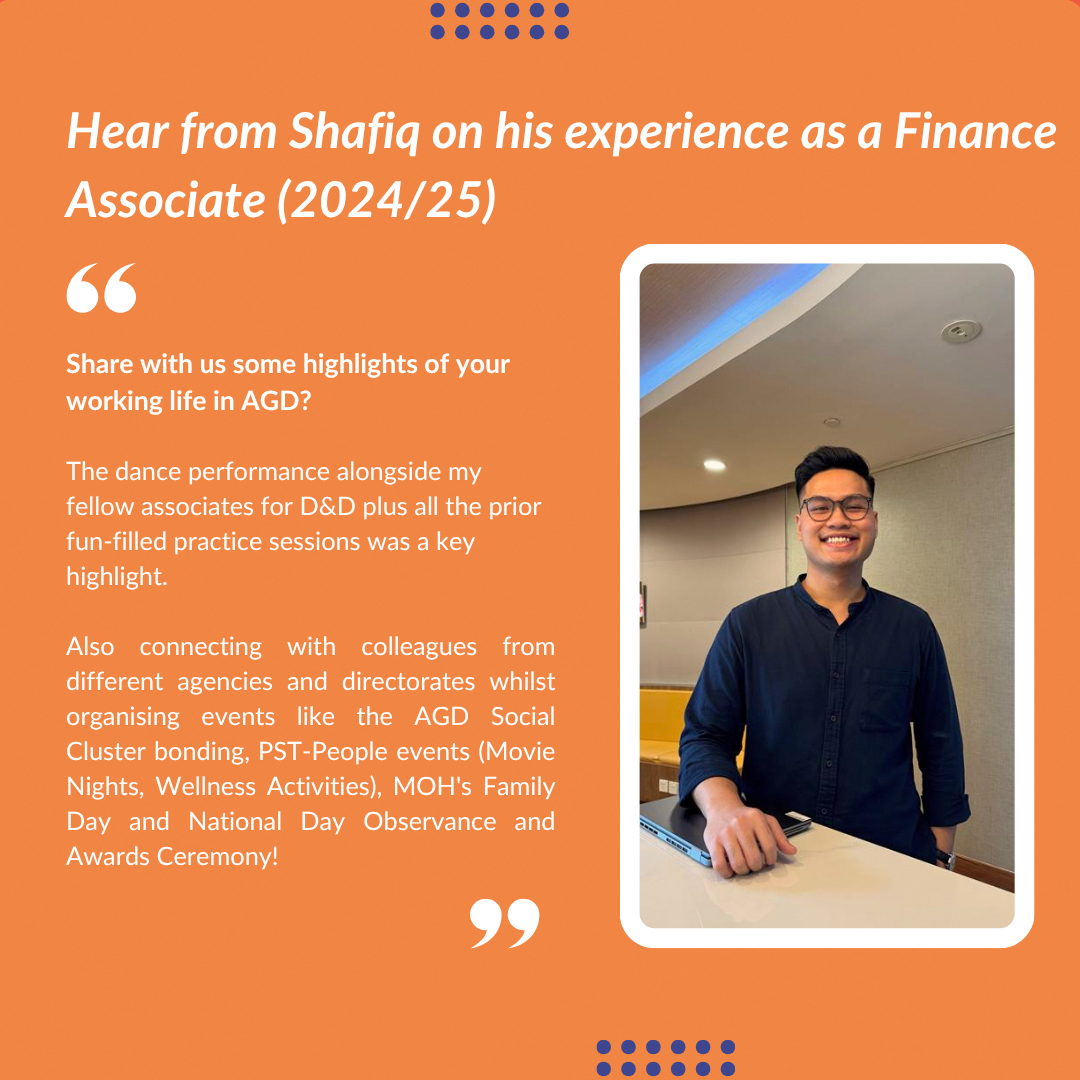 Hear from Shafiq on his experience as a Finance
Associate (2024/25)
“
Share with us some highlights of your
working life in AGD?
The dance performance alongside my
fellow associates for D&D plus all the prior
fun-filled practice sessions was a key
highlight.
Also connecting with colleagues from
different agencies and directorates whilst
organising events like the AGD Social
Cluster bonding, PST-People events (Movie
Nights, Wellness Activities), MOH's Family
Day and National Day Observance and
Awards Ceremony!
”